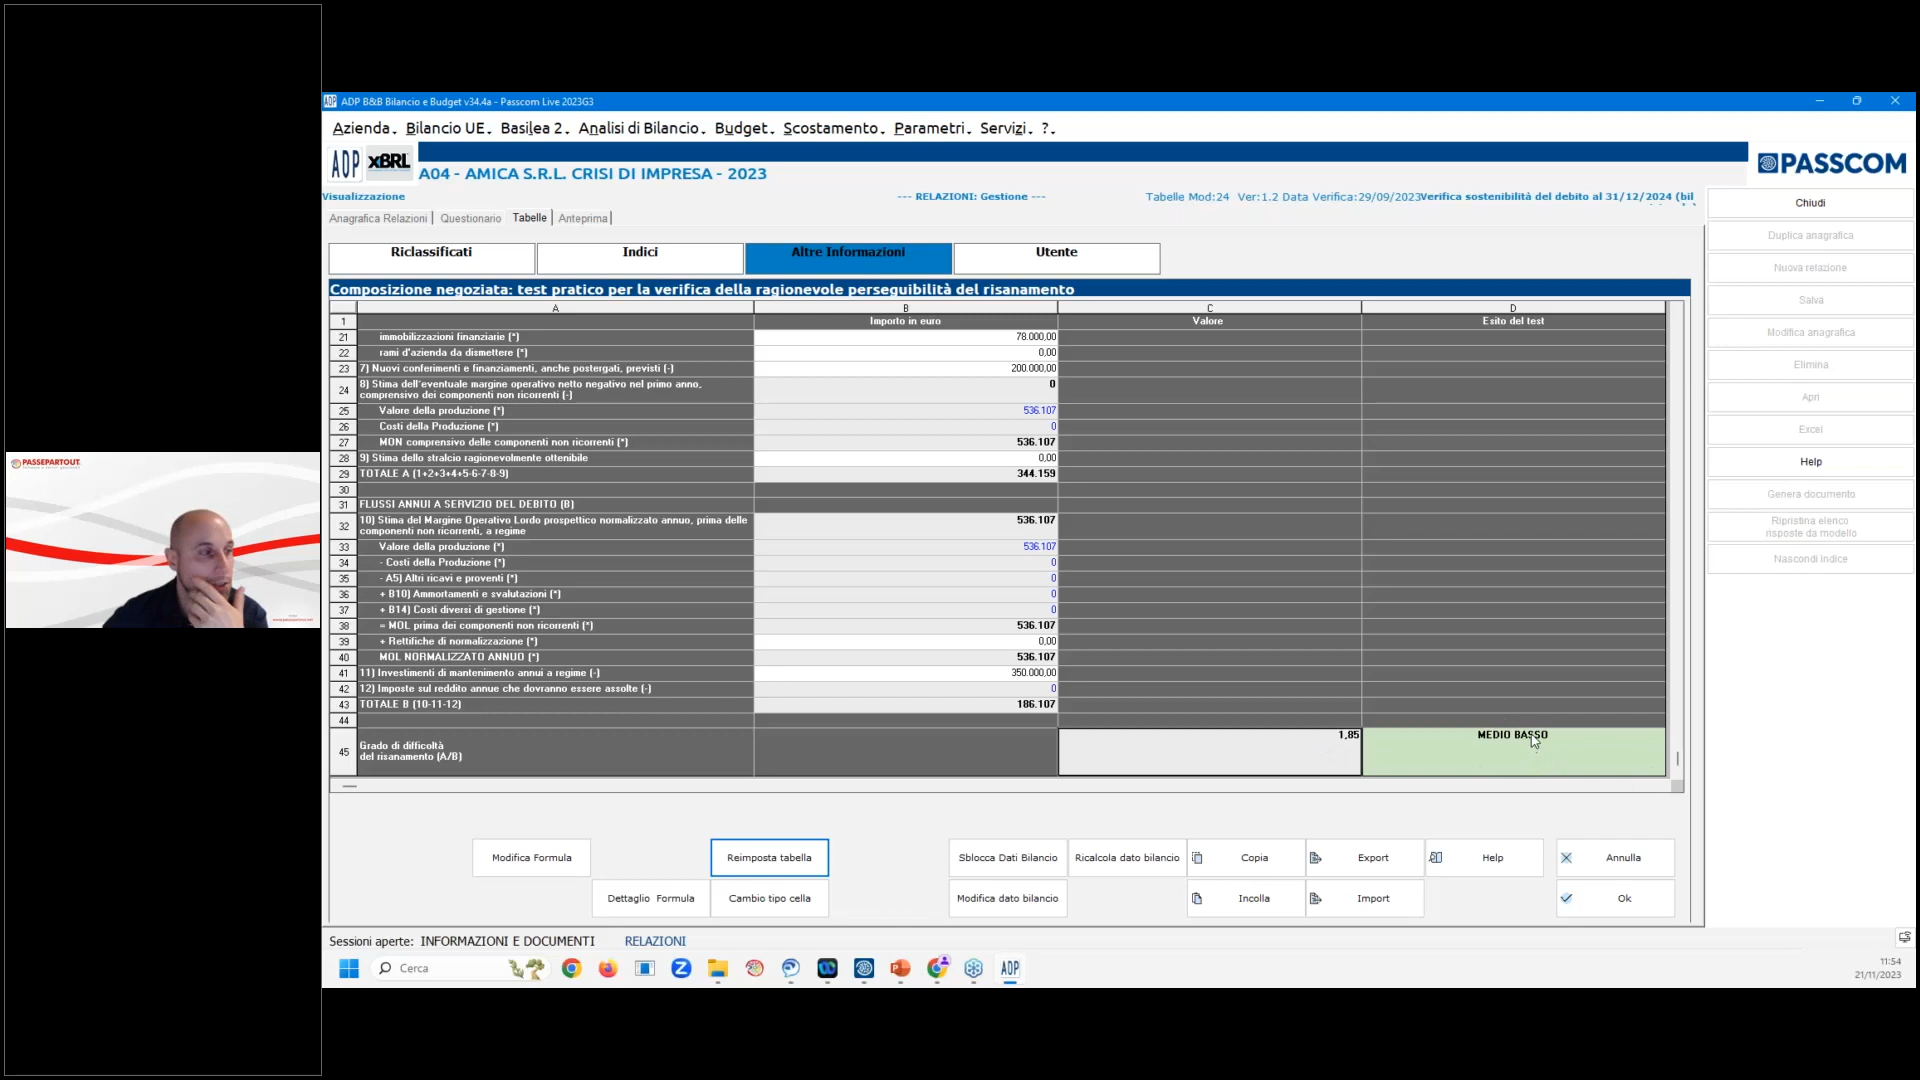 ADP B&B Bilancio e Budget v34.4a - Passcom Live 2023G3
Azienda. Bilancio UE. Basilea 2. Analisi di Bilancio. Budget. Scostamento. Parametri. Servizi. ?.
ADP XBRL
A04 - AMICA S.R.L. CRISI DI IMPRESA - 2023
PASSCOM
Visualizzazione --- RELAZIONI: Gestione --- Tabelle Mod:24 Ver:1.2 Data Verifica:29/09/2023 Verifica sostenibilità del debito al 31/12/2024 (bil
Anagrafica Relazioni Questionario Tabelle Anteprima
Riclassificati Indici Altre Informazioni Utente
Composizione negoziata: test pratico per la verifica della ragionevole perseguibilità del risanamento
A B C D
1 Importo in euro Valore Esito del test
21 immobilizzazioni finanziarie (*) 78.000,00
22 rami d'azienda da dismettere (*) 0,00
23 7) Nuovi conferimenti e finanziamenti, anche postergati, previsti (-) 200.000,00
24 8) Stima dell'eventuale margine operativo netto negativo nel primo anno, 0
comprensivo dei componenti non ricorrenti (-)
25 Valore della produzione (*) 536.107
26 Costi della Produzione (*) 0
27 MON comprensivo delle componenti non ricorrenti (*) 536.107
28 9) Stima dello stralcio ragionevolmente ottenibile 0,00
29 TOTALE A (1+2+3+4+5-6-7-8-9) 344.159
30
31 FLUSSI ANNUI A SERVIZIO DEL DEBITO (B)
32 10) Stima del Margine Operativo Lordo prospettico normalizzato annuo, prima delle 536.107
componenti non ricorrenti, a regime
33 Valore della produzione (*) 536.107
34 - Costi della Produzione (*) 0
35 - A5) Altri ricavi e proventi (*) 0
36 + B10) Ammortamenti e svalutazioni (*) 0
37 + B14) Costi diversi di gestione (*) 0
38 = MOL prima dei componenti non ricorrenti (*) 536.107
39 + Rettifiche di normalizzazione (*) 0,00
40 MOL NORMALIZZATO ANNUO (*) 536.107
41 11) Investimenti di mantenimento annui a regime (-) 350.000,00
42 12) Imposte sul reddito annue che dovranno essere assolte (-) 0
43 TOTALE B (10-11-12) 186.107
44
45 Grado di difficoltà 1,85 MEDIO BASSO
del risanamento (A/B)
Chiudi
Duplica anagrafica
Nuova relazione
Salva
Modifica anagrafica
Elimina
Apri
Excel
Help
Genera documento
Ripristina elenco
risposte da modello
Nascondi indice
PASSEPARTOUT
Modifica Formula Reimposta tabella Sblocca Dati Bilancio Ricalcola dato bilancio Copia Export Help Annulla
Dettaglio Formula Cambio tipo cella Modifica dato bilancio Incolla Import Ok
Sessioni aperte: INFORMAZIONI E DOCUMENTI RELAZIONI
Cerca
ADP
11:54
21/11/2023